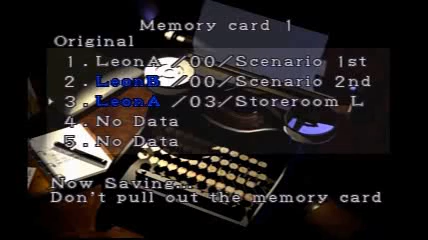 Memory card 1
Original
1.LeonA /00/Scenario 1st
2.LeonB /00/Scenario 2nd
3.LeonA /03/Storeroom L
4.No Data
5.No Data
Now Saving...
Don't pull out the memory card